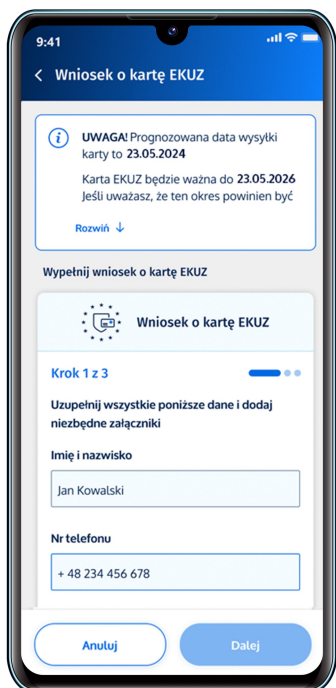 9:41
Wniosek o kartę EKUZ
UWAGA! Prognozowana data wysyłki
karty to 23.05.2024
Karta EKUZ będzie ważna do 23.05.2026
Jeśli uważasz, że ten okres powinien być
Rozwiń ↓
Wypełnij wniosek o kartę EKUZ
Wniosek o kartę EKUZ
Krok 1 z 3
Uzupełnij wszystkie poniższe dane i dodaj
niezbędne załączniki
Imię i nazwisko
Jan Kowalski
Nr telefonu
+ 48 234 456 678
Anuluj
Dalej